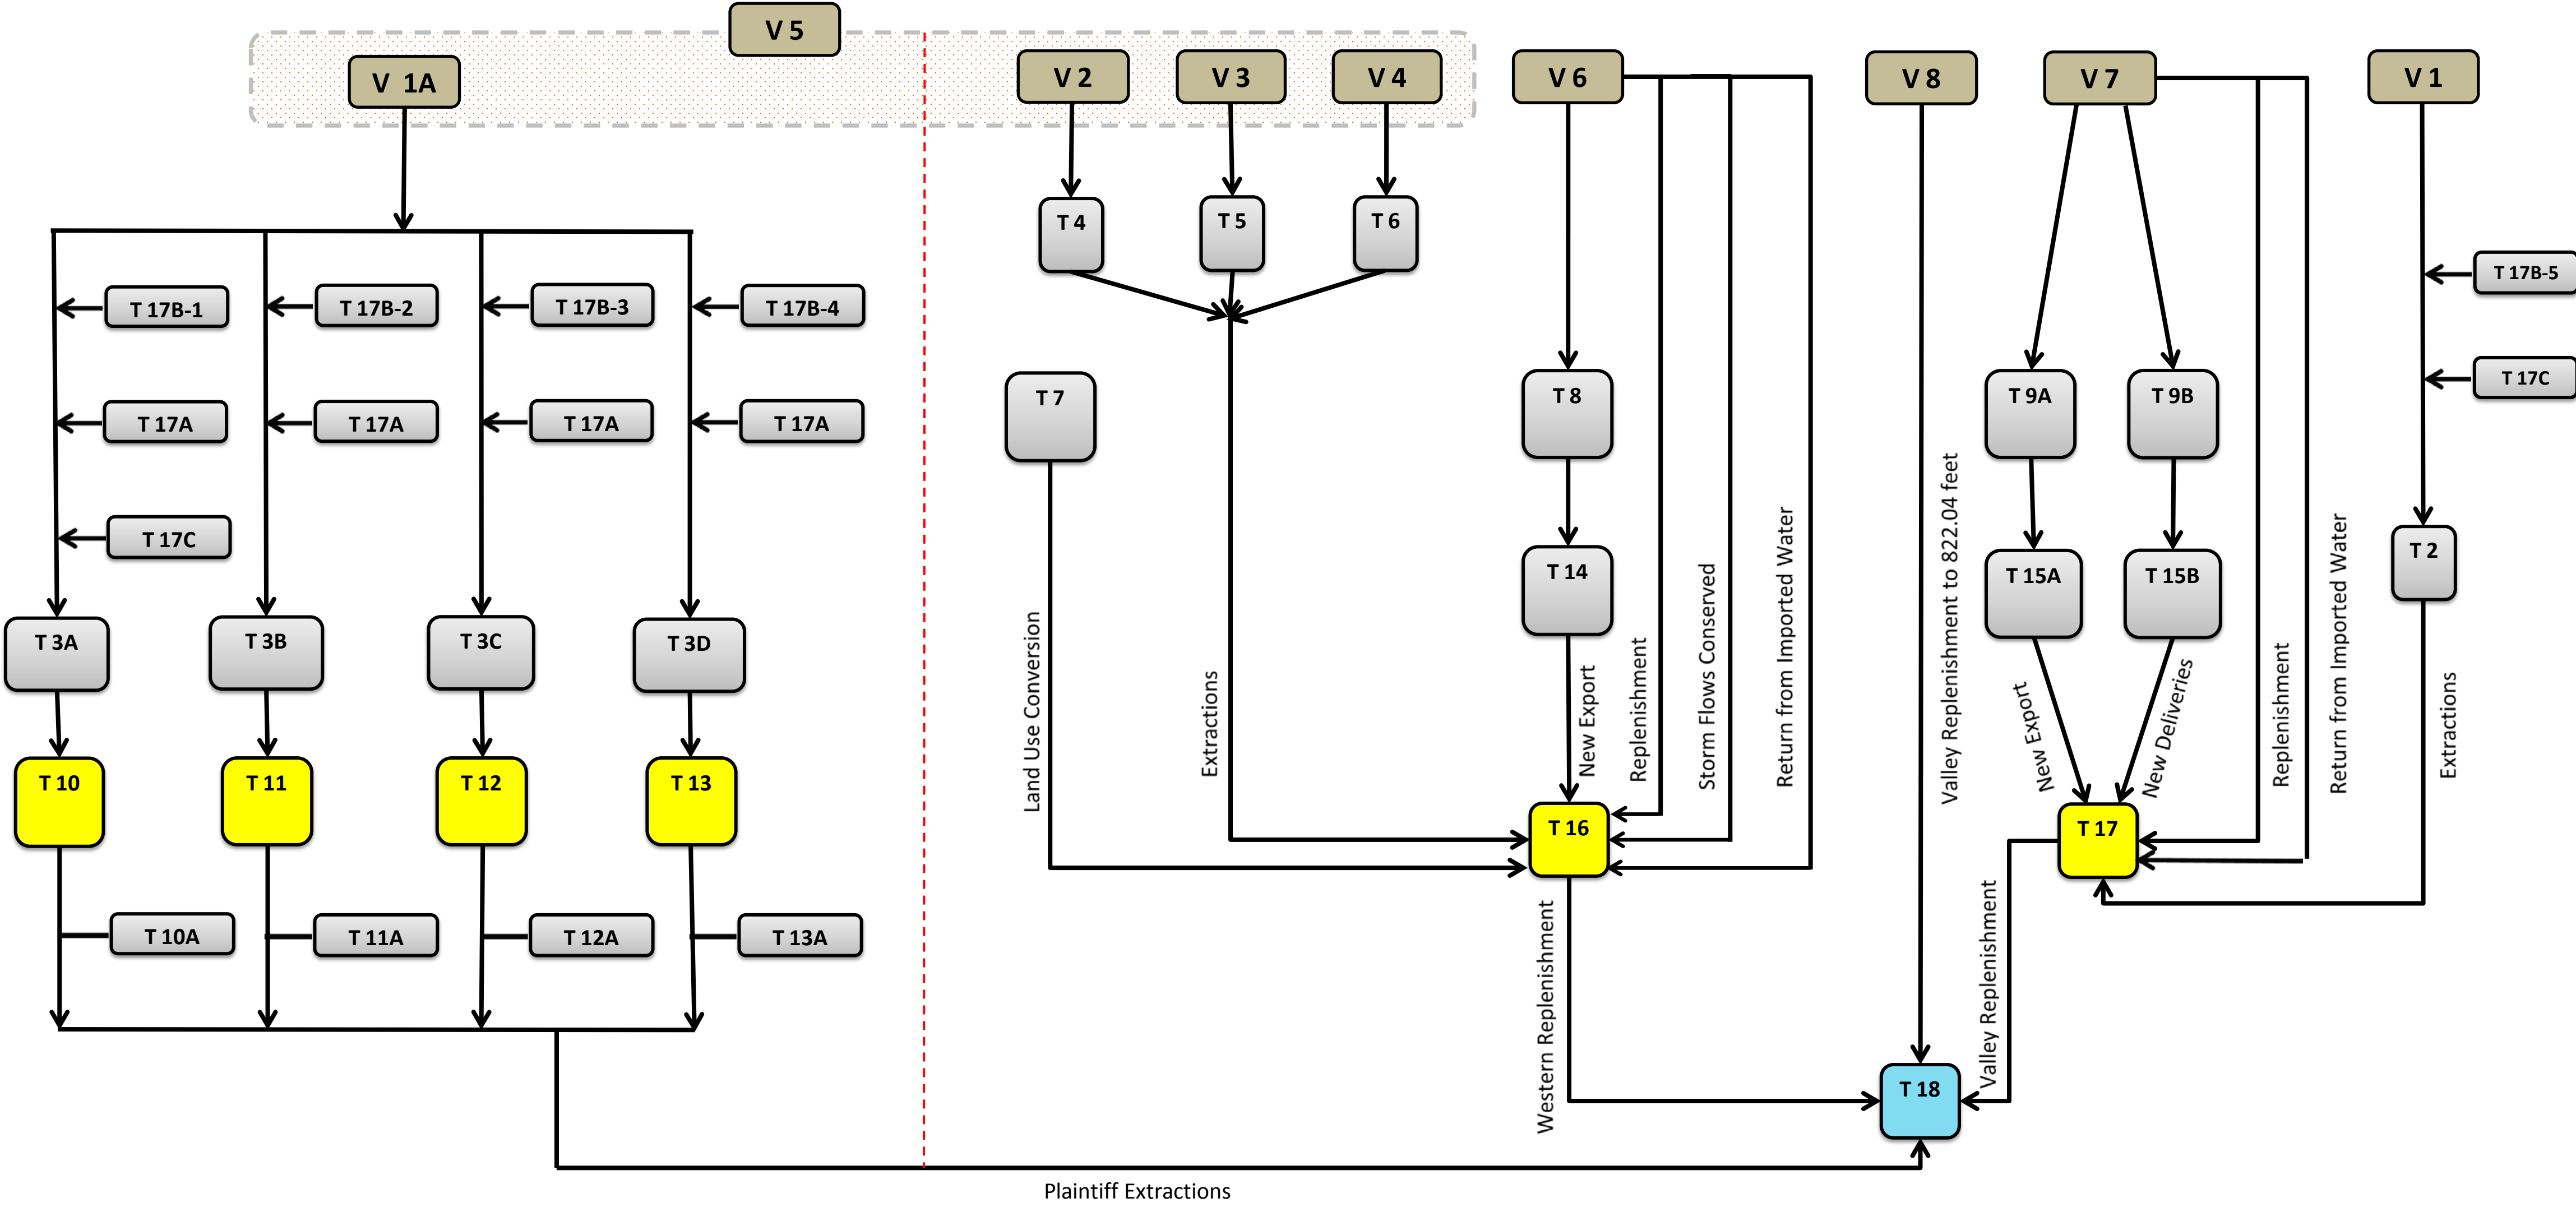 V 5
V 1A
V 2
V 3
V 4
V 6
V 8
V 7
V 1
T 4
T 5
T 6
T 17B-1
T 17B-2
T 17B-3
T 17B-4
T 17B-5
T 17A
T 17A
T 17A
T 17A
T 17C
T 7
T 8
T 9A
T 9B
T 17C
T 14
T 15A
T 15B
T 2
T 3A
T 3B
T 3C
T 3D
Land Use Conversion
Extractions
New Export
Replenishment
Storm Flows Conserved
Return from Imported Water
Valley Replenishment to 822.04 feet
New Export
New Deliveries
Replenishment
Return from Imported Water
Extractions
T 10
T 11
T 12
T 13
T 16
T 17
T 10A
T 11A
T 12A
T 13A
Western Replenishment
Valley Replenishment
T 18
Plaintiff Extractions